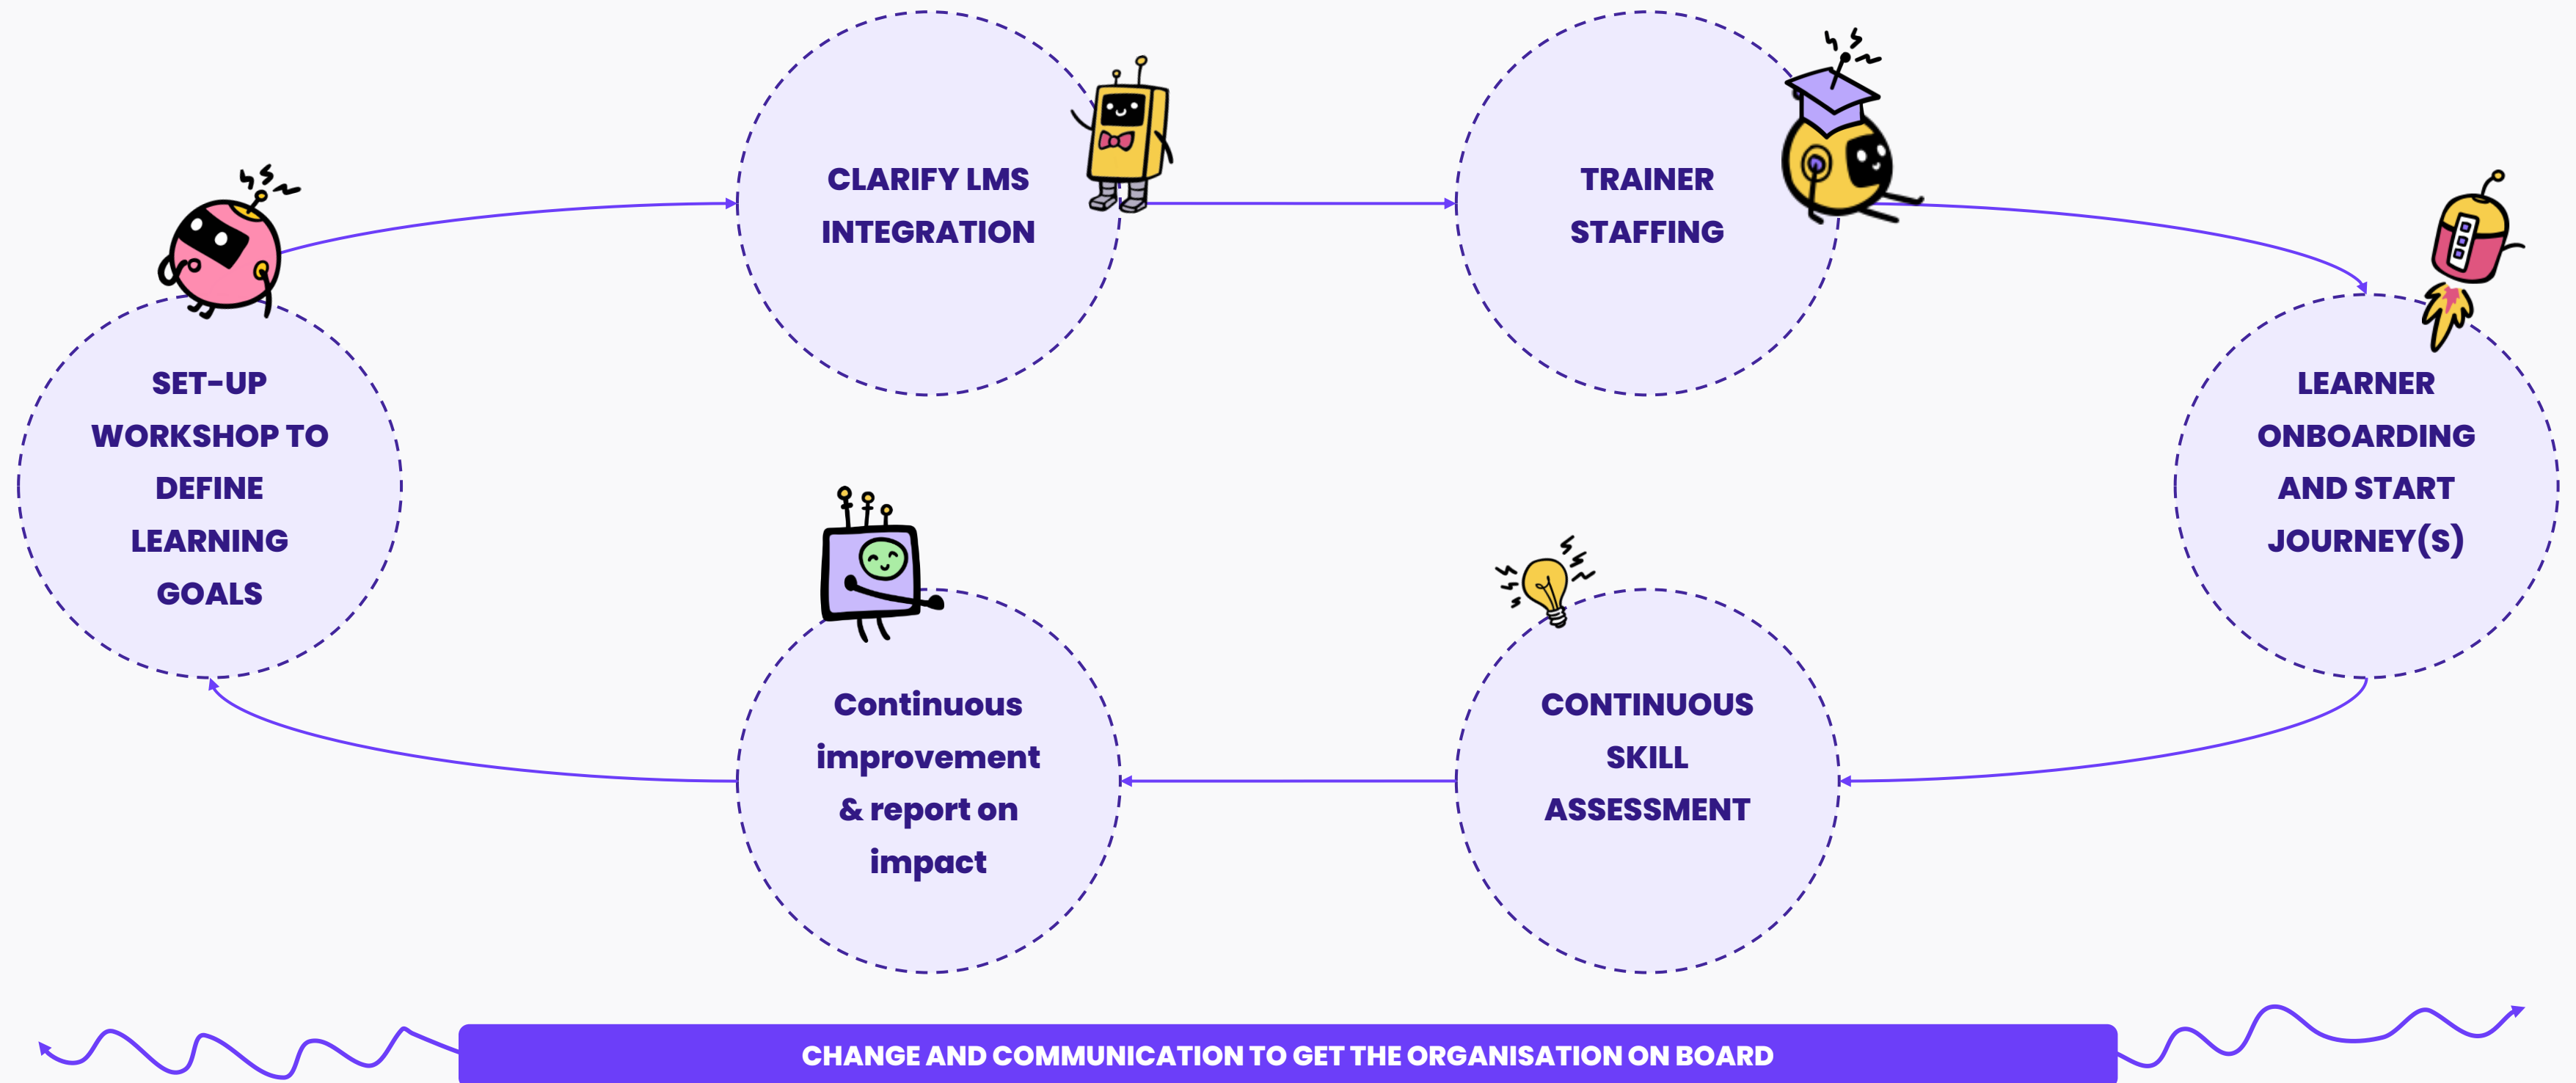 SET-UP
WORKSHOP TO
DEFINE
LEARNING
GOALS
CLARIFY LMS
INTEGRATION
TRAINER
STAFFING
LEARNER
ONBOARDING
AND START
JOURNEY(S)
CONTINUOUS
SKILL
ASSESSMENT
Continuous
improvement
& report on
impact
CHANGE AND COMMUNICATION TO GET THE ORGANISATION ON BOARD